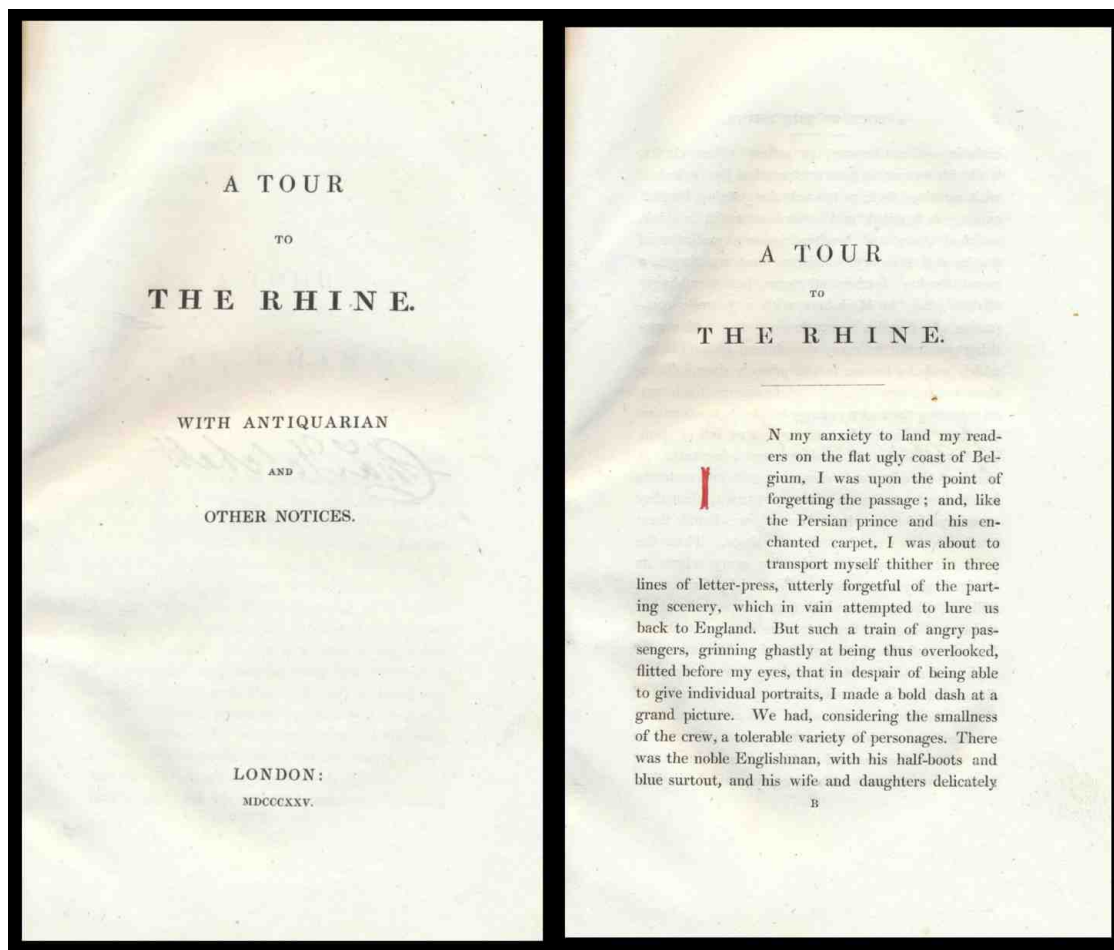 A TOUR
TO
THE RHINE.
WITH ANTIQUARIAN
AND
OTHER NOTICES.
LONDON:
MDCCCXXV.
A TOUR
TO
THE RHINE.
IN my anxiety to land my read-
ers on the flat ugly coast of Bel-
gium, I was upon the point of
forgetting the passage; and, like
the Persian prince and his en-
chanted carpet, I was about to
transport myself thither in three
lines of letter-press, utterly forgetful of the part-
ing scenery, which in vain attempted to lure us
back to England. But such a train of angry pas-
sengers, grinning ghastly at being thus overlooked,
flitted before my eyes, that in despair of being able
to give individual portraits, I made a bold dash at a
grand picture. We had, considering the smallness
of the crew, a tolerable variety of personages. There
was the noble Englishman, with his half-boots and
blue surtout, and his wife and daughters delicately
B